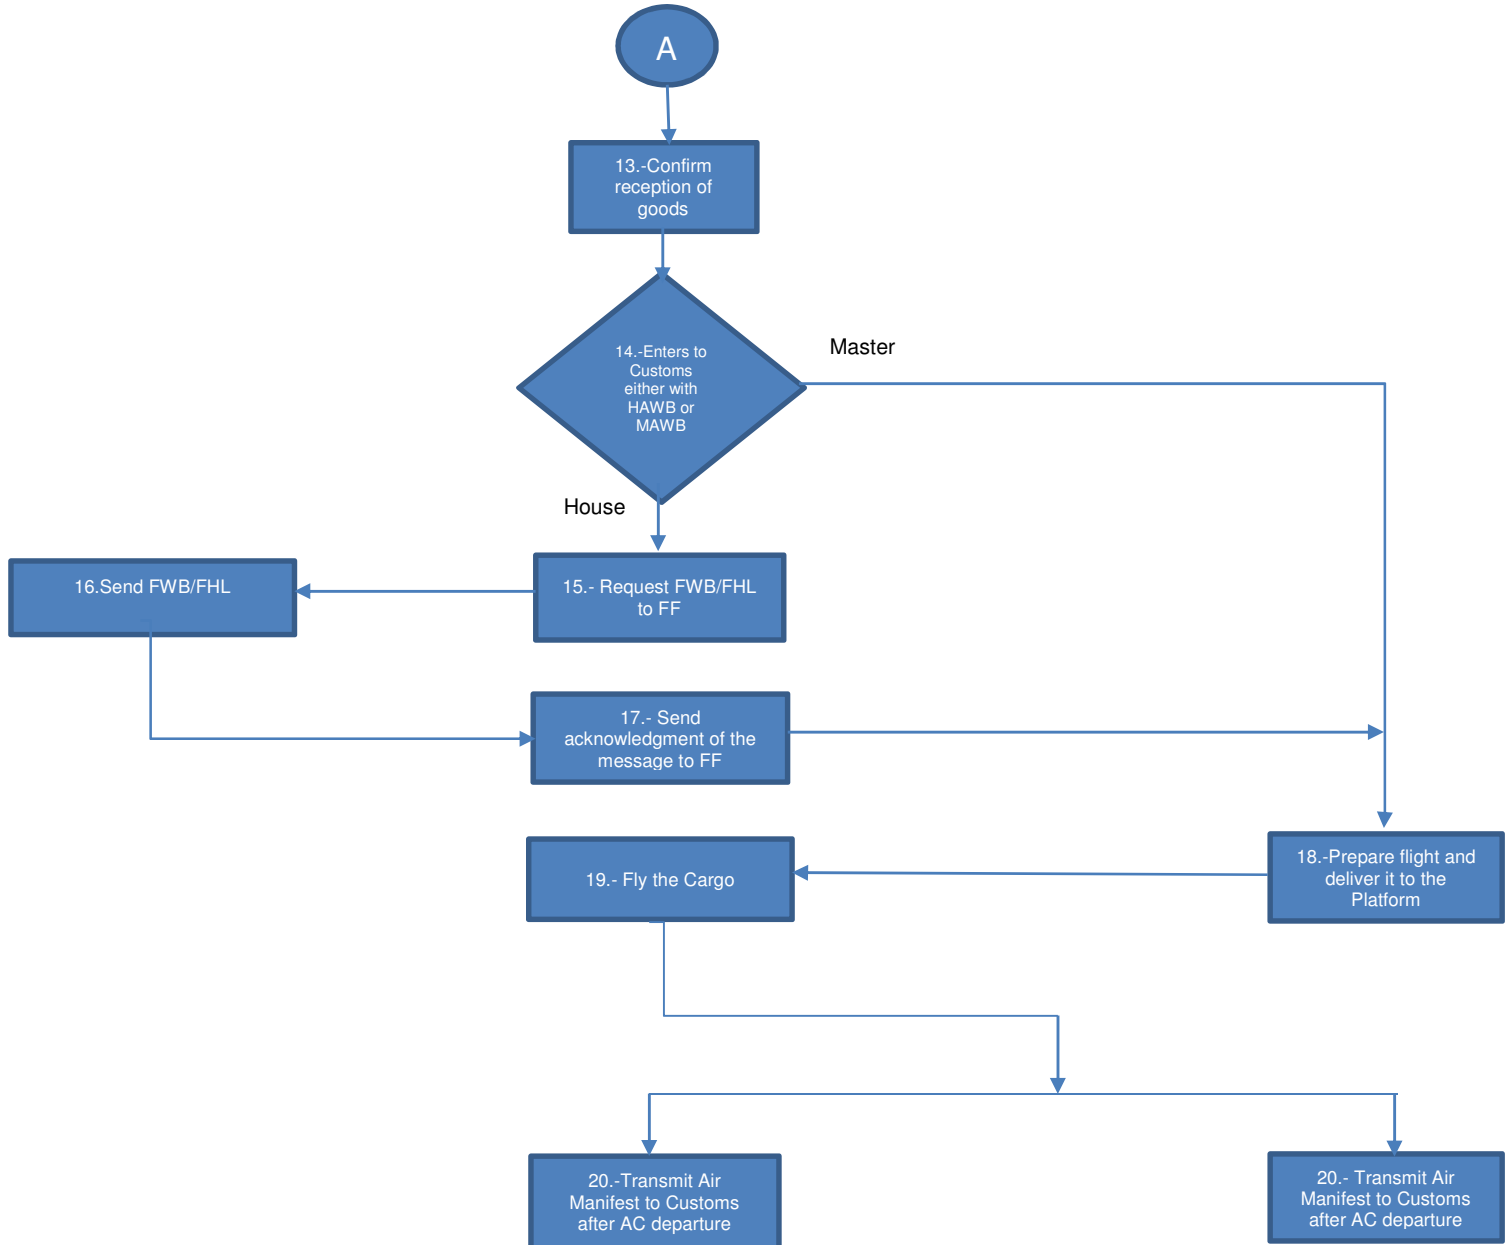 A
13.-Confirm
reception of
goods
14.-Enters to
Customs
either with
HAWB or
MAWB
Master
House
16.Send FWB/FHL
15.- Request FWB/FHL
to FF
17.- Send
acknowledgment of the
message to FF
18.-Prepare flight and
deliver it to the
Platform
19.- Fly the Cargo
20.-Transmit Air
Manifest to Customs
after AC departure
20.- Transmit Air
Manifest to Customs
after AC departure